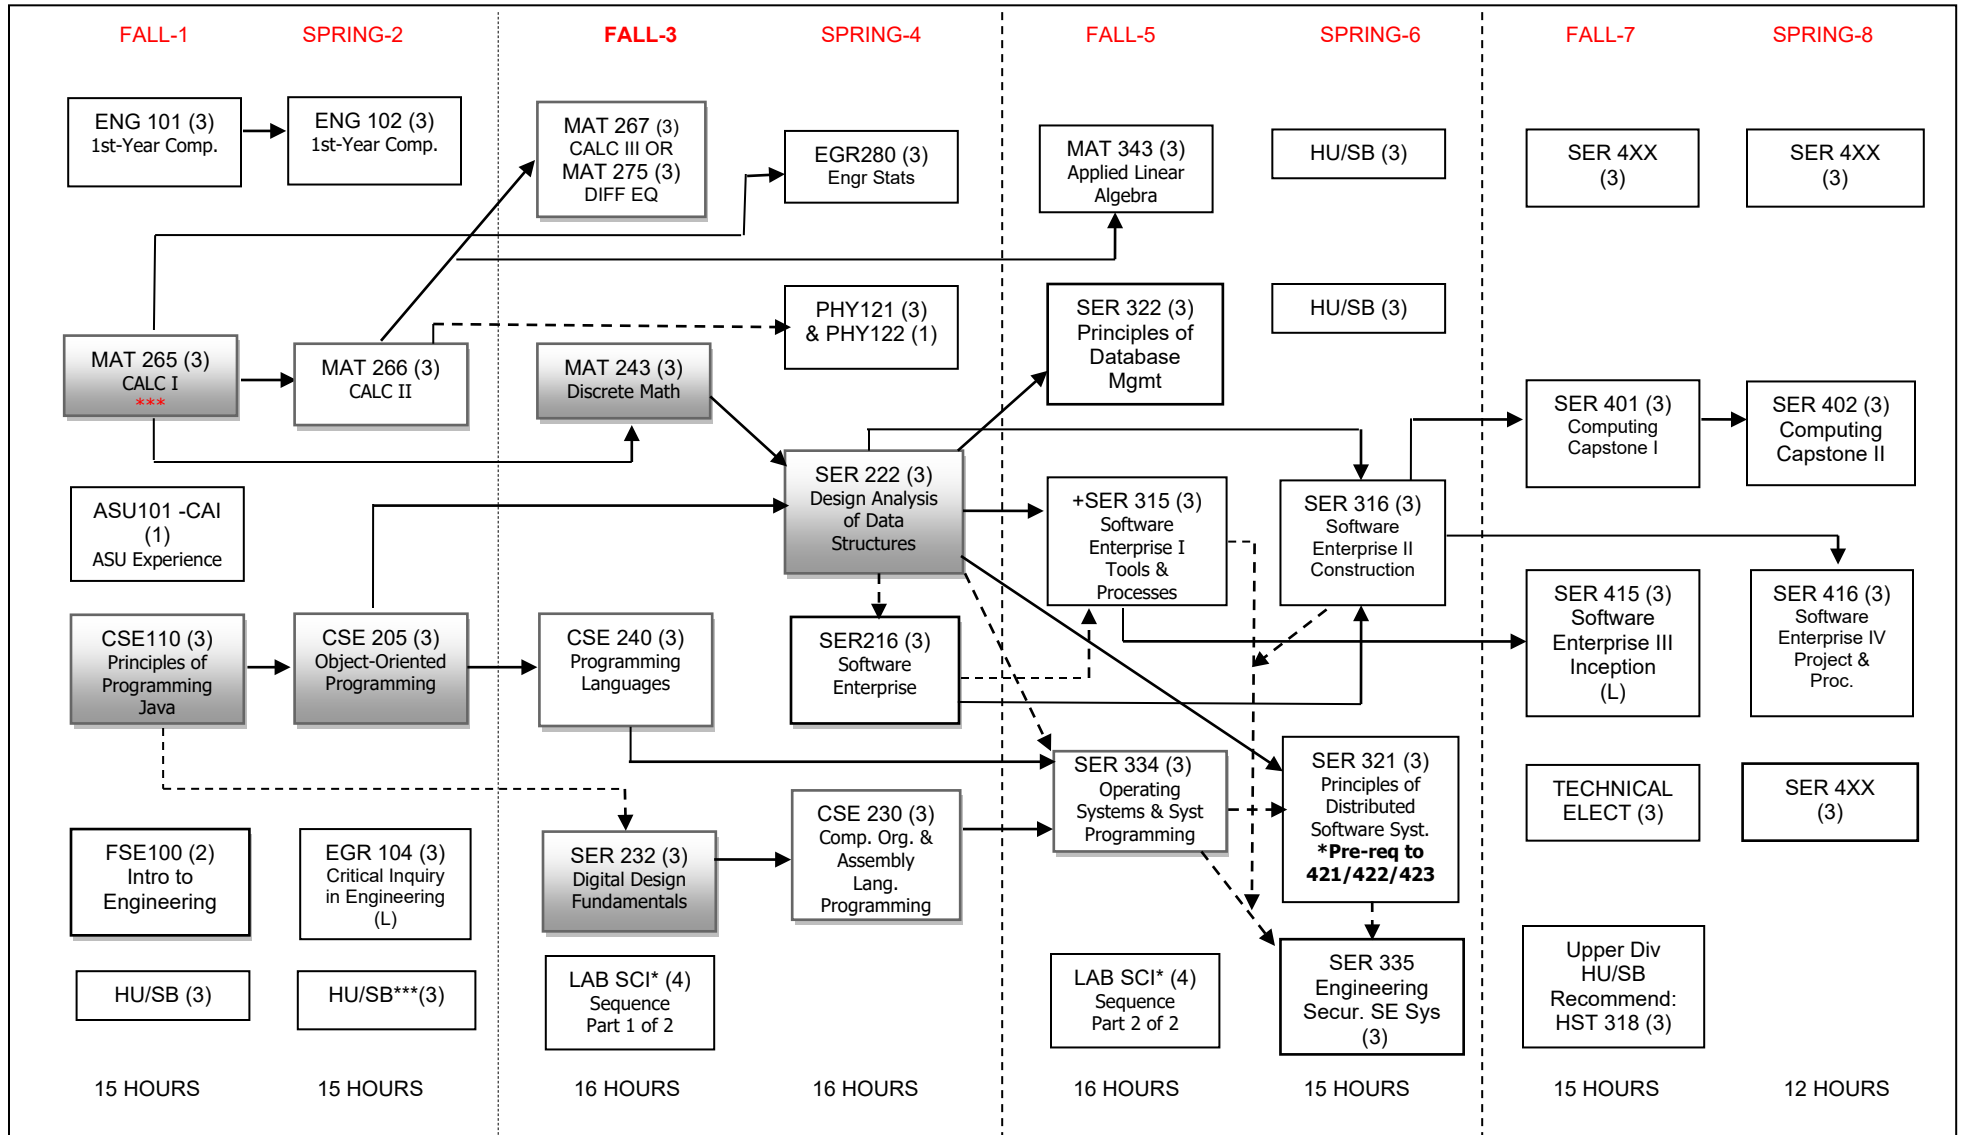 FALL-1
SPRING-2
FALL-3
SPRING-4
FALL-5
SPRING-6
FALL-7
SPRING-8
ENG 101 (3)
1st-Year Comp.
ENG 102 (3)
1st-Year Comp.
MAT 267 (3)
CALC III OR
MAT 275 (3)
DIFF EQ
EGR280 (3)
Engr Stats
MAT 343 (3)
Applied Linear
Algebra
HU/SB (3)
SER 4XX
(3)
SER 4XX
(3)
MAT 265 (3)
CALC I
***
MAT 266 (3)
CALC II
MAT 243 (3)
Discrete Math
PHY121 (3)
& PHY122 (1)
SER 322 (3)
Principles of
Database
Mgmt
HU/SB (3)
SER 401 (3)
Computing
Capstone I
SER 402 (3)
Computing
Capstone II
ASU101 -CAI
(1)
ASU Experience
SER 222 (3)
Design Analysis
of Data
Structures
+SER 315 (3)
Software
Enterprise I
Tools &
Processes
SER 316 (3)
Software
Enterprise II
Construction
SER 415 (3)
Software
Enterprise III
Inception
(L)
SER 416 (3)
Software
Enterprise IV
Project &
Proc.
CSE110 (3)
Principles of
Programming
Java
CSE 205 (3)
Object-Oriented
Programming
CSE 240 (3)
Programming
Languages
SER216 (3)
Software
Enterprise
SER 334 (3)
Operating
Systems & Syst
Programming
SER 321 (3)
Principles of
Distributed
Software Syst.
*Pre-req to
421/422/423
TECHNICAL
ELECT (3)
SER 4XX
(3)
FSE100 (2)
Intro to
Engineering
EGR 104 (3)
Critical Inquiry
in Engineering
(L)
SER 232 (3)
Digital Design
Fundamentals
CSE 230 (3)
Comp. Org. &
Assembly
Lang.
Programming
HU/SB (3)
HU/SB***(3)
LAB SCI* (4)
Sequence
Part 1 of 2
LAB SCI* (4)
Sequence
Part 2 of 2
SER 335
Engineering
Secur. SE Sys
(3)
Upper Div
HU/SB
Recommend:
HST 318 (3)
15 HOURS
15 HOURS
16 HOURS
16 HOURS
16 HOURS
15 HOURS
15 HOURS
12 HOURS